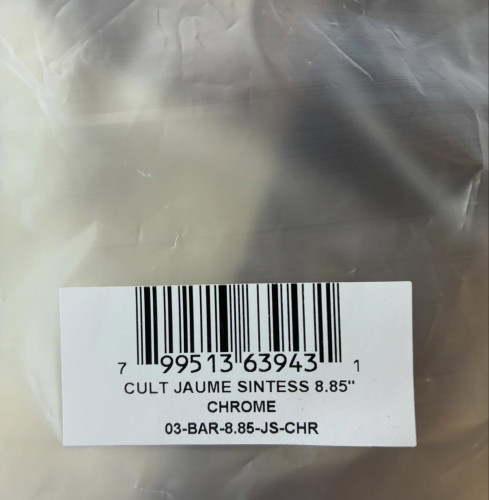 7 99513 63943 1
CULT JAUME SINTESS 8.85"
CHROME
03-BAR-8.85-JS-CHR